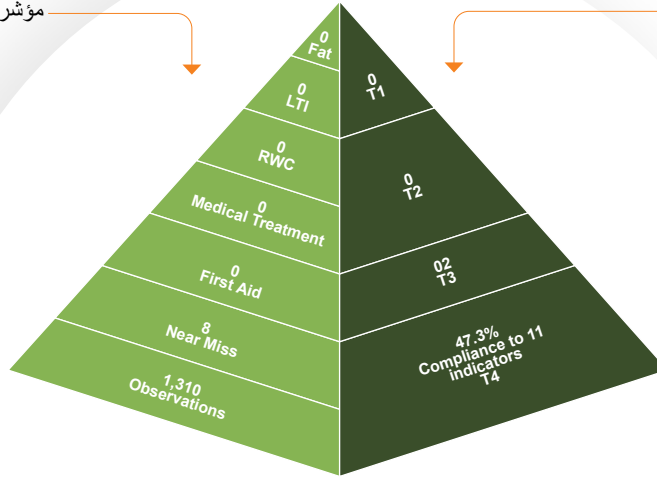 مؤشر
0
Fat
0
LTI
0
RWC
0
Medical Treatment
0
First Aid
8
Near Miss
1,310
Observations
0
T1
0
T2
02
T3
47.3%
Compliance to 11
indicators
T4